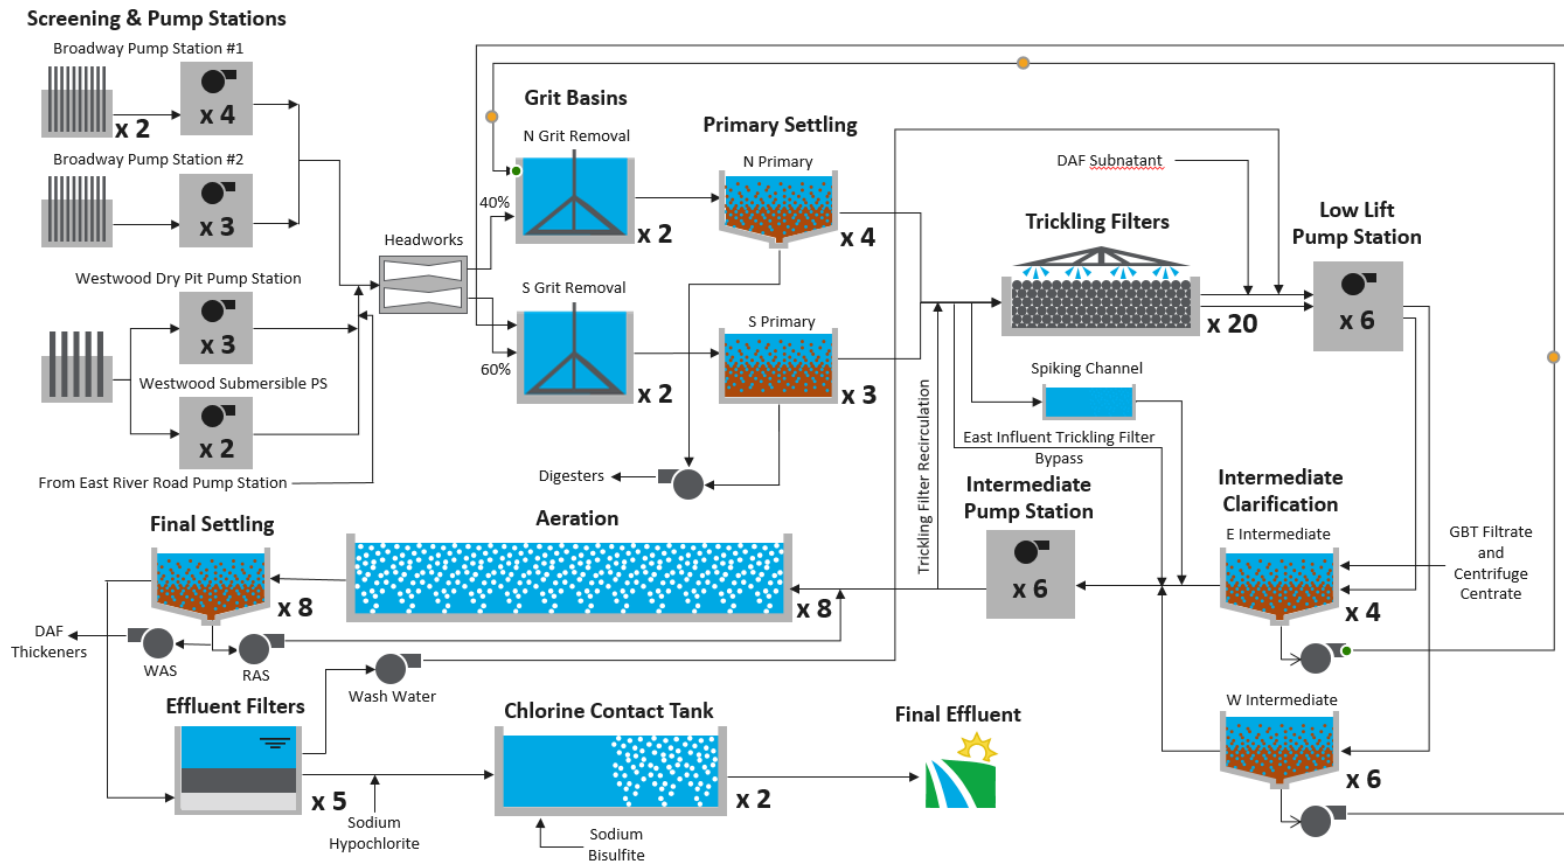 Screening & Pump Stations
Broadway Pump Station #1
x 2
x 4
Broadway Pump Station #2
x 3
Westwood Dry Pit Pump Station
x 3
Westwood Submersible PS
x 2
From East River Road Pump Station
Headworks
40%
60%
Grit Basins
N Grit Removal
x 2
S Grit Removal
x 2
Primary Settling
N Primary
x 4
S Primary
x 3
Digesters
DAF Subnatant
Trickling Filters
x 20
Low Lift
Pump Station
x 6
Spiking Channel
East Influent Trickling Filter
Bypass
Trickling Filter Recirculation
Intermediate
Pump Station
x 6
Intermediate
Clarification
E Intermediate
x 4
GBT Filtrate
and
Centrifuge
Centrate
W Intermediate
x 6
Aeration
x 8
Final Settling
x 8
DAF
Thickeners
WAS
RAS
Wash Water
Effluent Filters
x 5
Sodium
Hypochlorite
Chlorine Contact Tank
x 2
Sodium
Bisulfite
Final Effluent